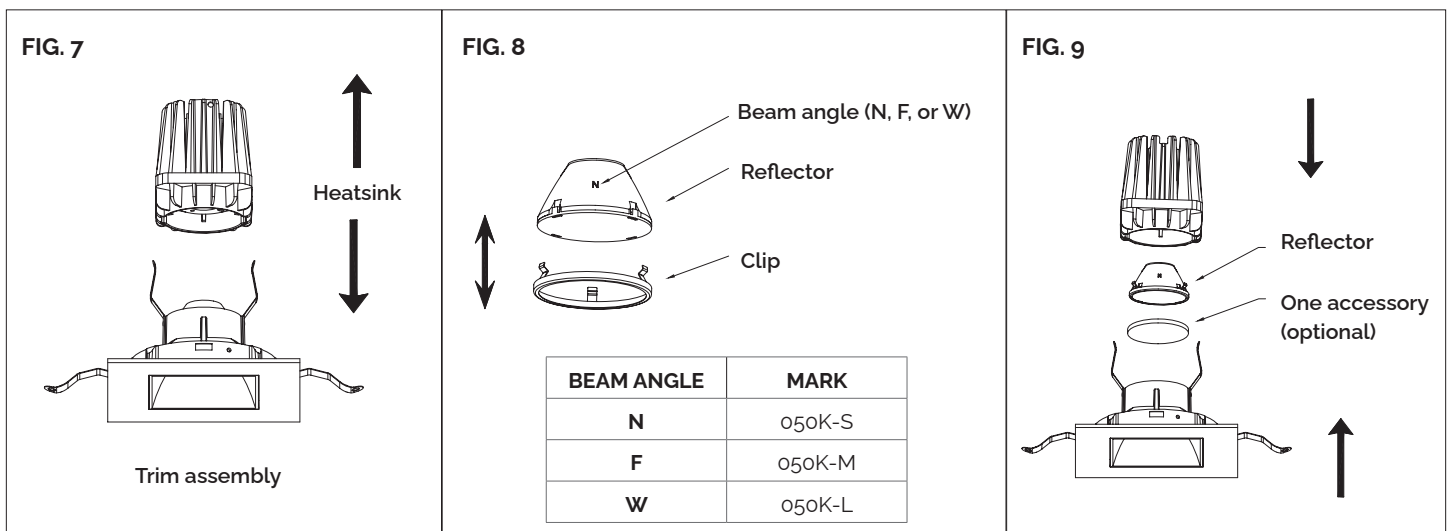 FIG. 7
Heatsink
Trim assembly
FIG. 8
Beam angle (N, F, or W)
N
Reflector
Clip
BEAM ANGLE MARK
N 050K-S
F 050K-M
W 050K-L
FIG. 9
N
Reflector
One accessory
(optional)